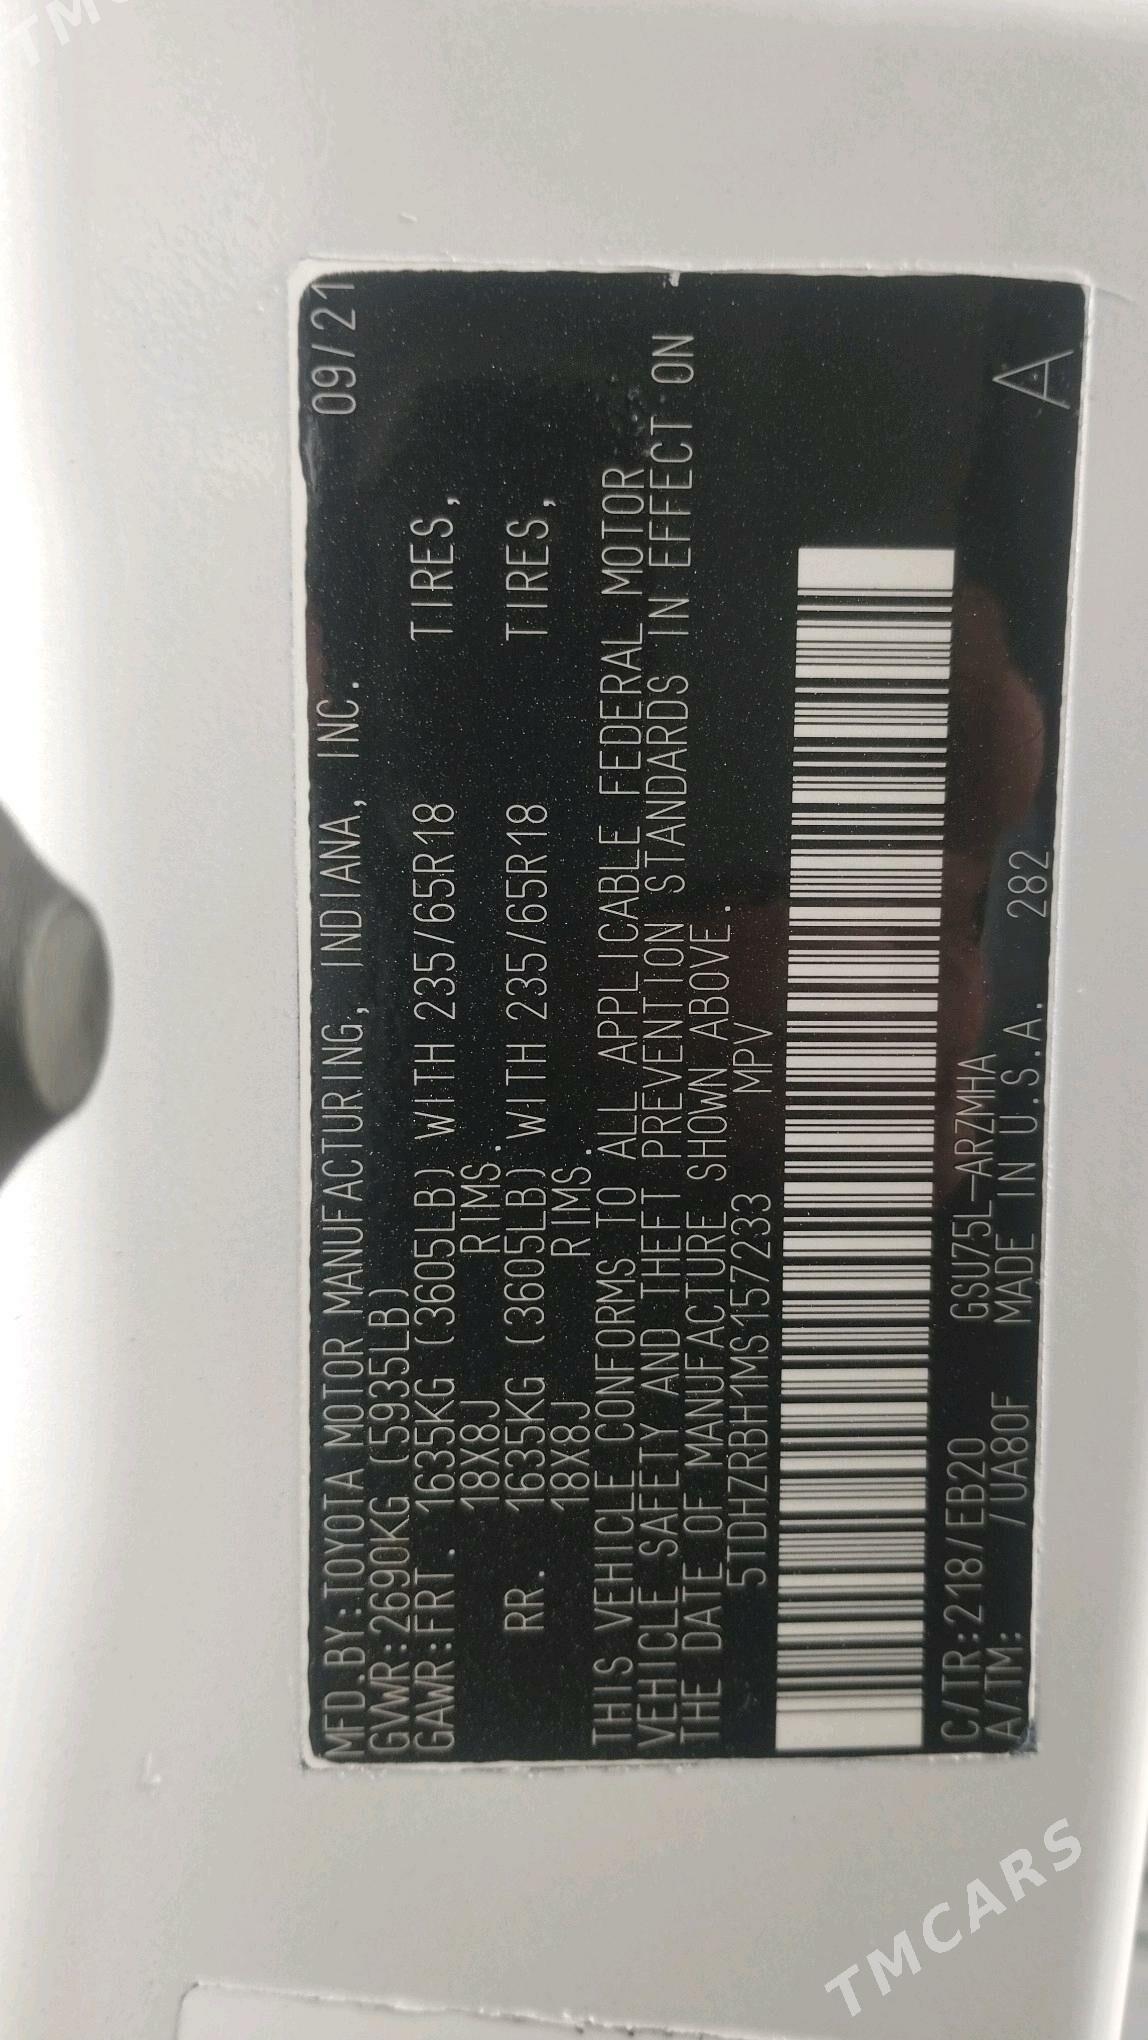 MFD.BY:TOYOTA MOTOR MANUFACTURING, INDIANA, INC. 09/21
GVWR:2690KG (5935LB)
GAWR:FRT. 1635KG (3605LB) WITH 235/65R18 TIRES,
18X8J RIMS.
RR. 1635KG (3605LB) WITH 235/65R18 TIRES,
18X8J RIMS.
THIS VEHICLE CONFORMS TO ALL APPLICABLE FEDERAL MOTOR
VEHICLE SAFETY AND THEFT PREVENTION STANDARDS IN EFFECT ON
THE DATE OF MANUFACTURE SHOWN ABOVE.
5TDHZRBH1MS157233 MPV
C/TR:218/EB20 GSU75L-ARZMHA
A/TM: /UA80F MADE IN U.S.A. 282 A
TMCARS